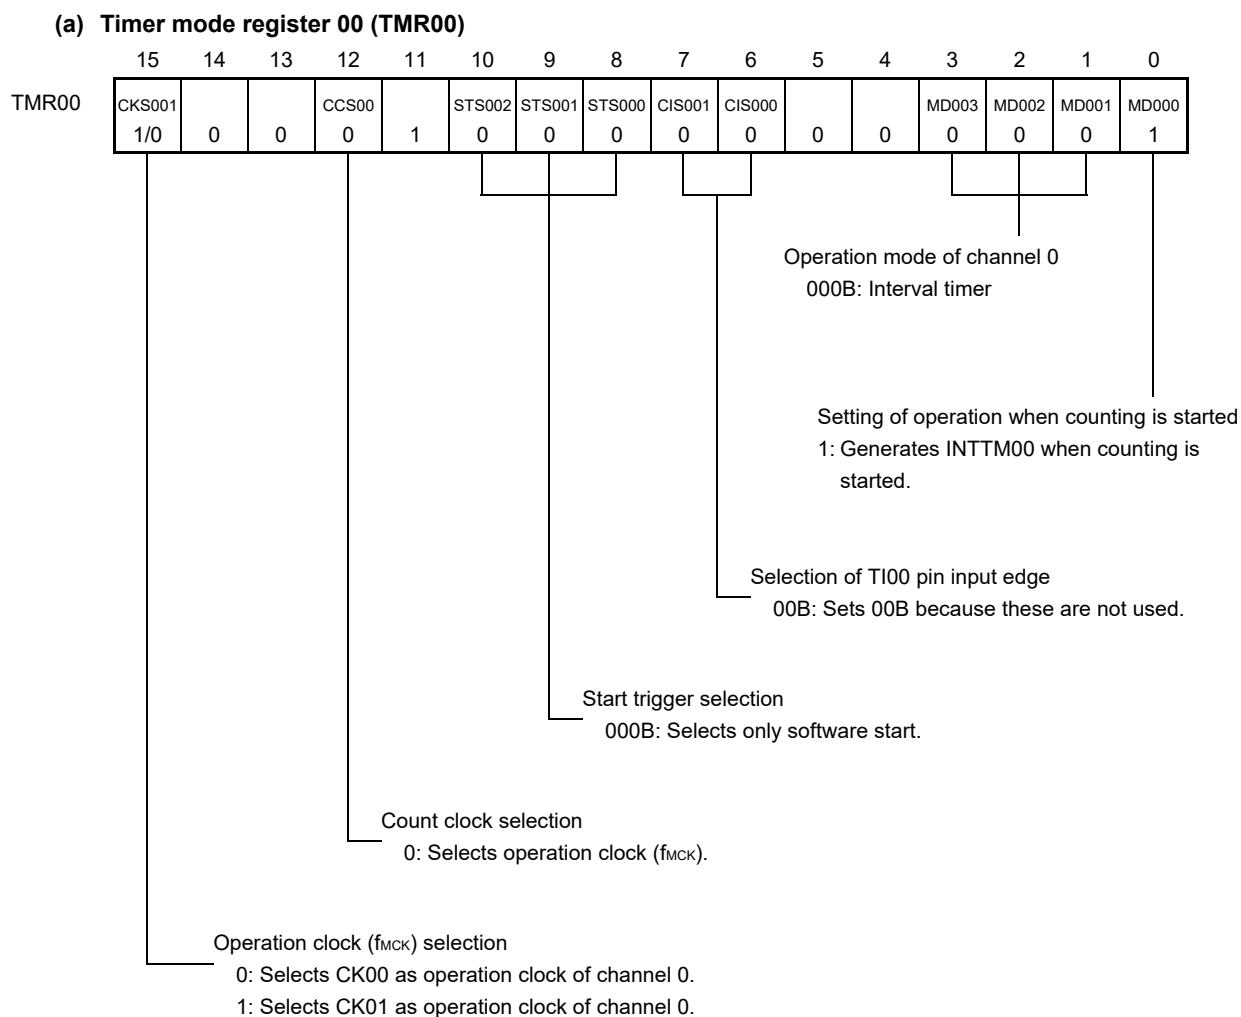 (a) Timer mode register 00 (TMR00)
15 14 13 12 11 10 9 8 7 6 5 4 3 2 1 0
TMR00 CKS001 CCS00 STS002 STS001 STS000 CIS001 CIS000 MD003 MD002 MD001 MD000
1/0 0 0 0 1 0 0 0 0 0 0 0 0 0 0 1
Operation mode of channel 0
000B: Interval timer
Setting of operation when counting is started
1: Generates INTTM00 when counting is
started.
Selection of TI00 pin input edge
00B: Sets 00B because these are not used.
Start trigger selection
000B: Selects only software start.
Count clock selection
0: Selects operation clock (fMCK).
Operation clock (fMCK) selection
0: Selects CK00 as operation clock of channel 0.
1: Selects CK01 as operation clock of channel 0.